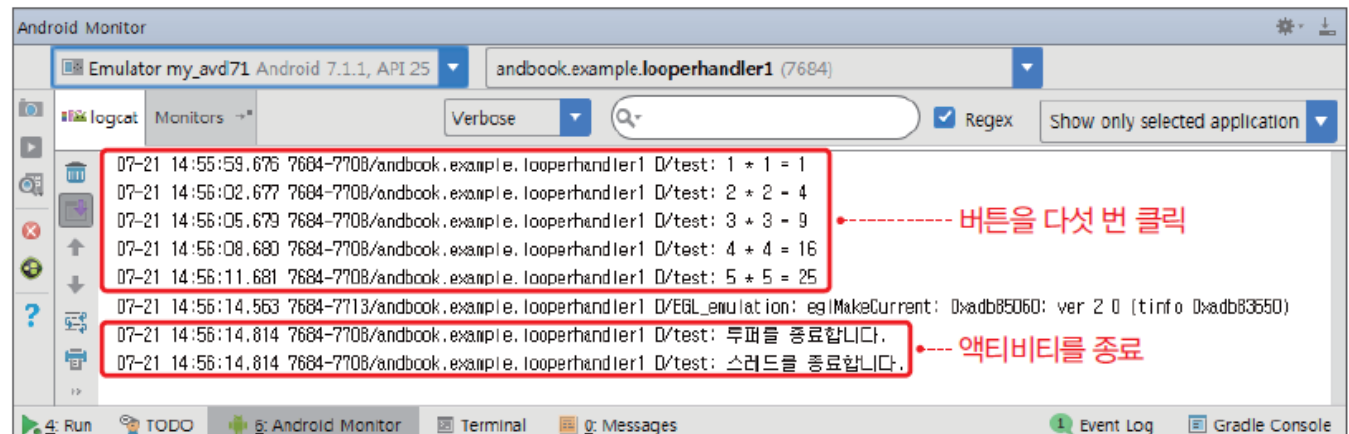 Android Monitor
Emulator my_avd71 Android 7.1.1, API 25 andbook.example.looperhandler1 (7684)
logcat Monitors Verbose Regex Show only selected application
07-21 14:55:59.676 7684-7708/andbook.example.looperhandler1 D/test: 1 * 1 = 1
07-21 14:56:02.677 7684-7708/andbook.example.looperhandler1 D/test: 2 * 2 = 4
07-21 14:56:05.679 7684-7708/andbook.example.looperhandler1 D/test: 3 * 3 = 9
버튼을 다섯 번 클릭
07-21 14:56:08.680 7684-7708/andbook.example.looperhandler1 D/test: 4 * 4 = 16
07-21 14:56:11.681 7684-7708/andbook.example.looperhandler1 D/test: 5 * 5 = 25
07-21 14:56:14.563 7684-7713/andbook.example.looperhandler1 D/EGL_emulation: eglMakeCurrent: 0xadb85060: ver 2 0 (tinfo 0xadb83650)
07-21 14:56:14.814 7684-7708/andbook.example.looperhandler1 D/test: 루퍼를 종료합니다.
액티비티를 종료
07-21 14:56:14.814 7684-7708/andbook.example.looperhandler1 D/test: 스레드를 종료합니다.
4: Run TODO 6: Android Monitor Terminal 0: Messages 1 Event Log Gradle Console